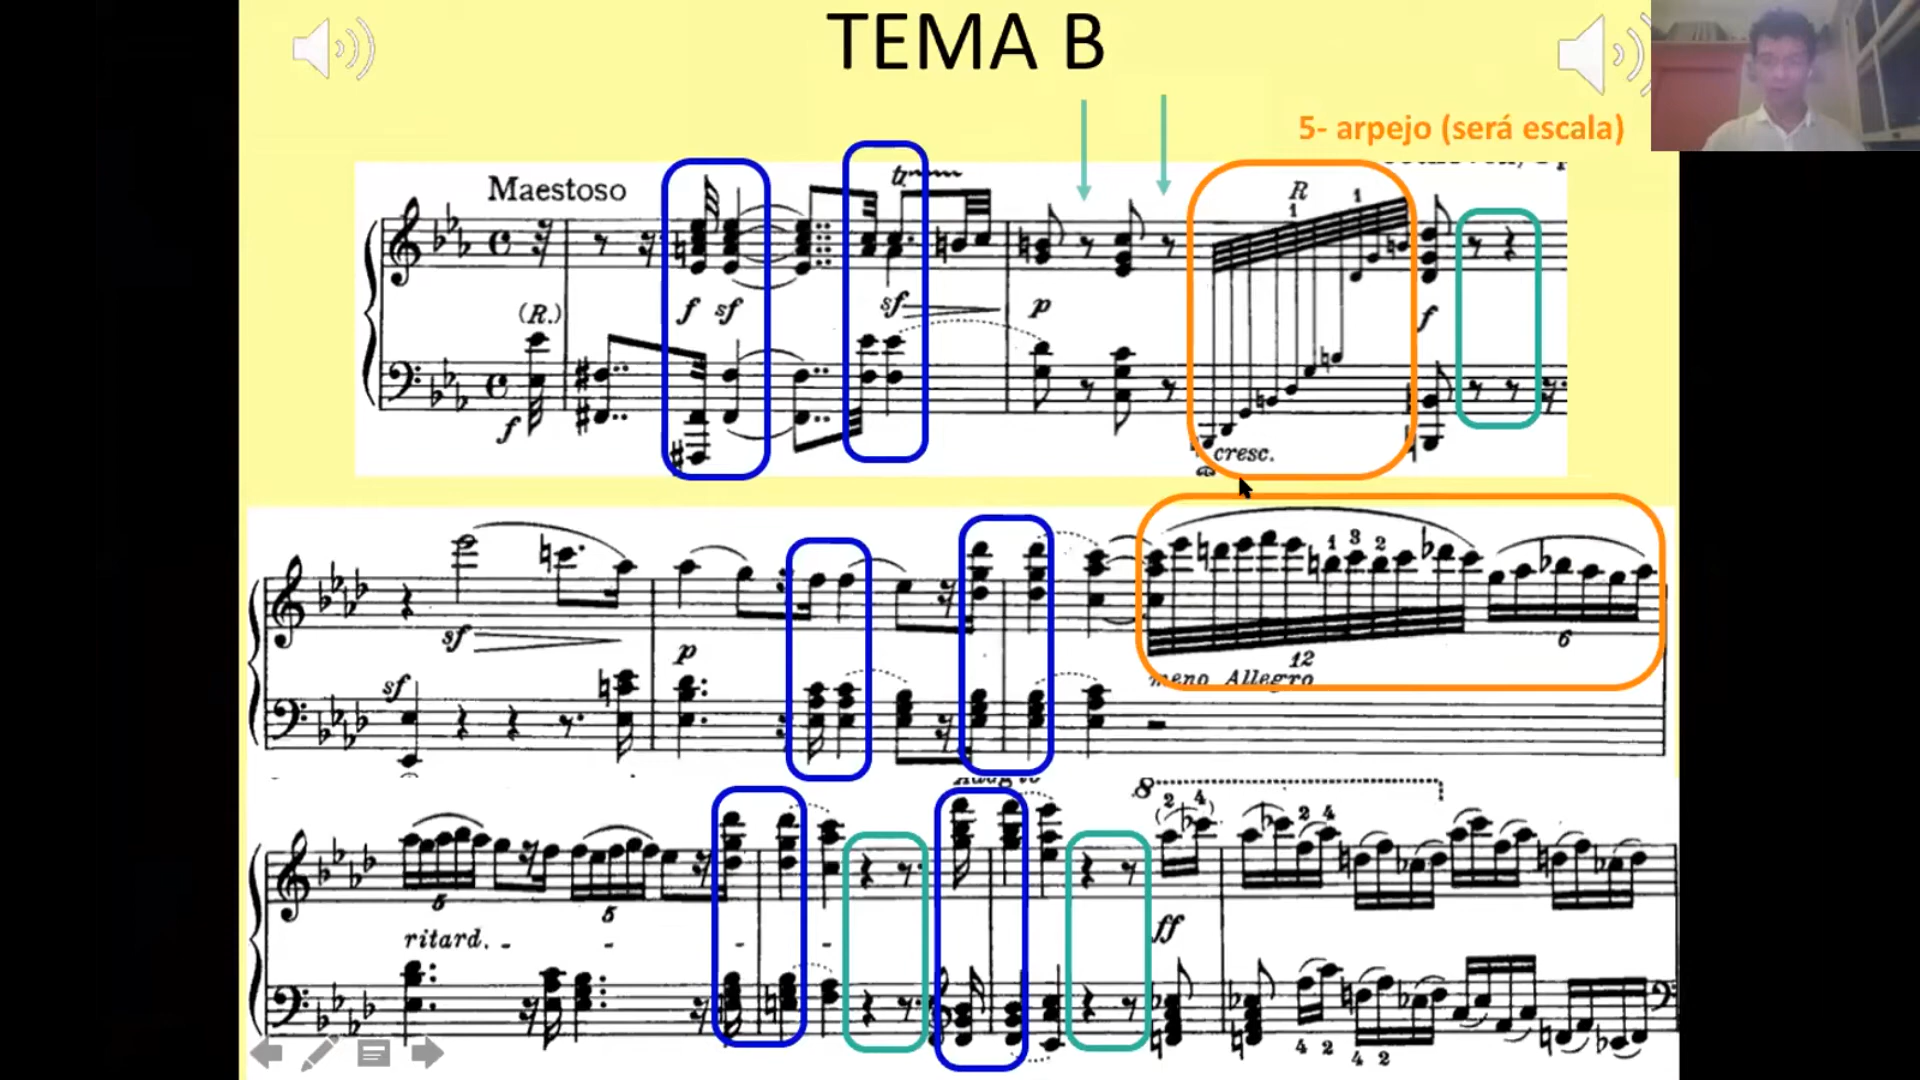 TEMA B
5- arpejo (será escala)
Maestoso
tr
R
1 1
(R.)
f sf sf p f
f
cresc.
1 3 2
sf p 6
12
sf
meno Allegro
8
2 4 2 4
5 5
ritard. - - - -
ff
4 2 4 2